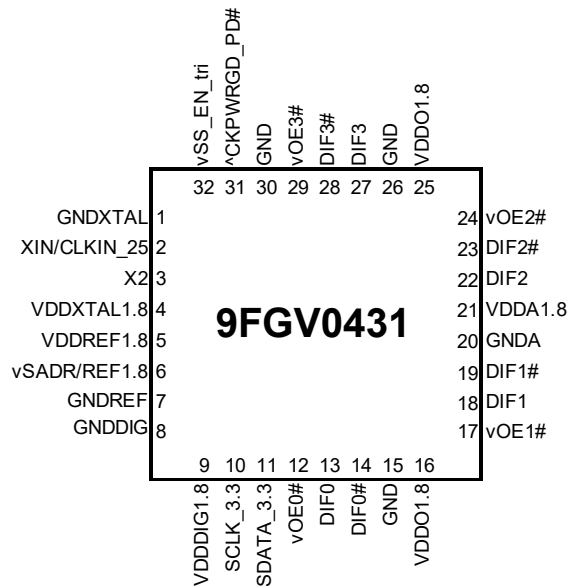 vSS_EN_tri
^CKPWRGD_PD#
GND
vOE3#
DIF3#
DIF3
GND
VDDO1.8
32 31 30 29 28 27 26 25
GNDXTAL 1
XIN/CLKIN_25 2
X2 3
VDDXTAL1.8 4
VDDREF1.8 5
vSADR/REF1.8 6
GNDREF 7
GNDDIG 8
9FGV0431
24 vOE2#
23 DIF2#
22 DIF2
21 VDDA1.8
20 GNDA
19 DIF1#
18 DIF1
17 vOE1#
9 10 11 12 13 14 15 16
VDDDIG1.8
SCLK_3.3
SDATA_3.3
vOE0#
DIF0
DIF0#
GND
VDDO1.8